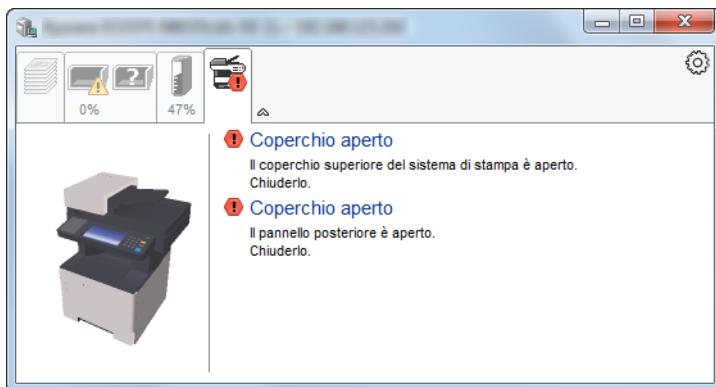 0%
47%
Coperchio aperto
Il coperchio superiore del sistema di stampa è aperto.
Chiuderlo.
Coperchio aperto
Il pannello posteriore è aperto.
Chiuderlo.